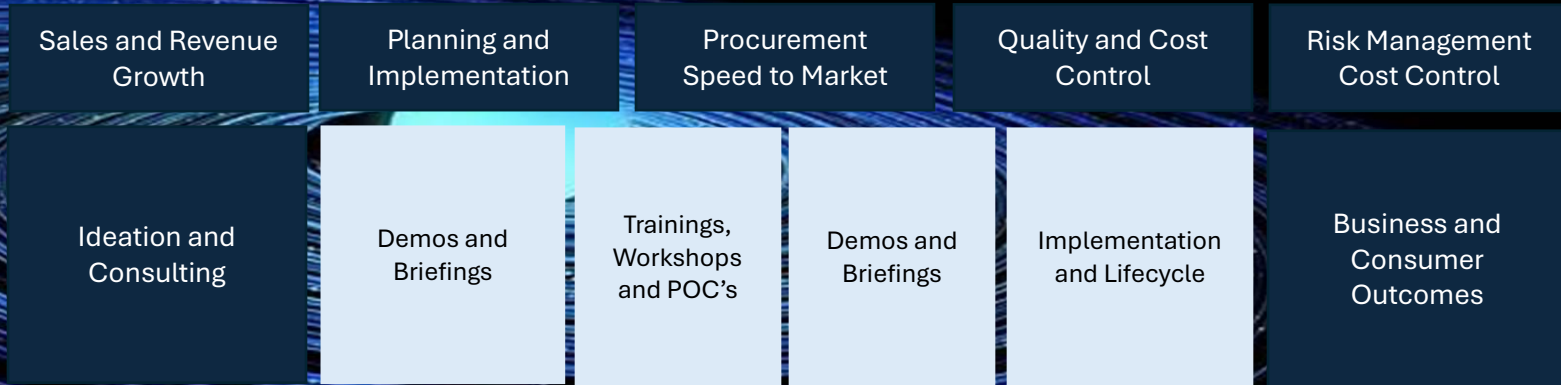 Sales and Revenue
Growth
Planning and
Implementation
Procurement
Speed to Market
Quality and Cost
Control
Risk Management
Cost Control
Ideation and
Consulting
Demos and
Briefings
Trainings,
Workshops
and POC’s
Demos and
Briefings
Implementation
and Lifecycle
Business and
Consumer
Outcomes